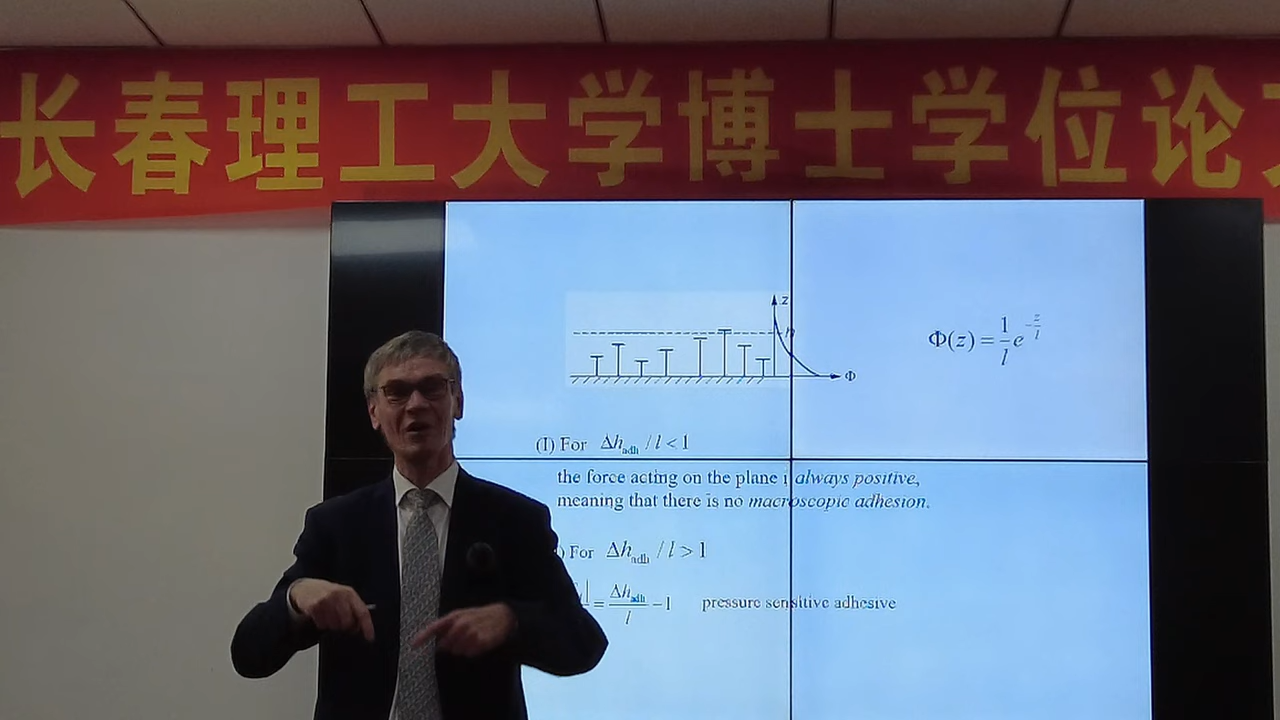 长春理工大学博士学位论
z
h
Φ
Φ(z) = 1/l e^(-z/l)
(I) For Δh_adh / l < 1
the force acting on the plane i always positive,
meaning that there is no macroscopic adhesion.
) For Δh_adh / l > 1
= Δh_adh / l − 1 pressure sensitive adhesive